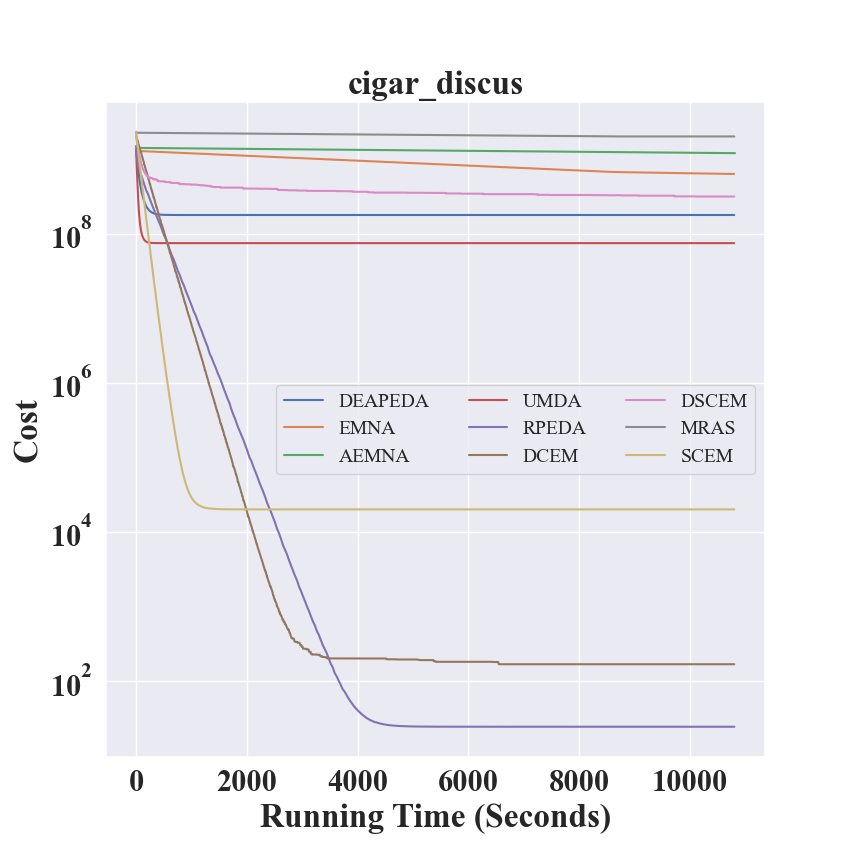 cigar_discus
Cost
10^8
10^6
10^4
10^2
DEAPEDA UMDA DSCEM
EMNA RPEDA MRAS
AEMNA DCEM SCEM
0 2000 4000 6000 8000 10000
Running Time (Seconds)